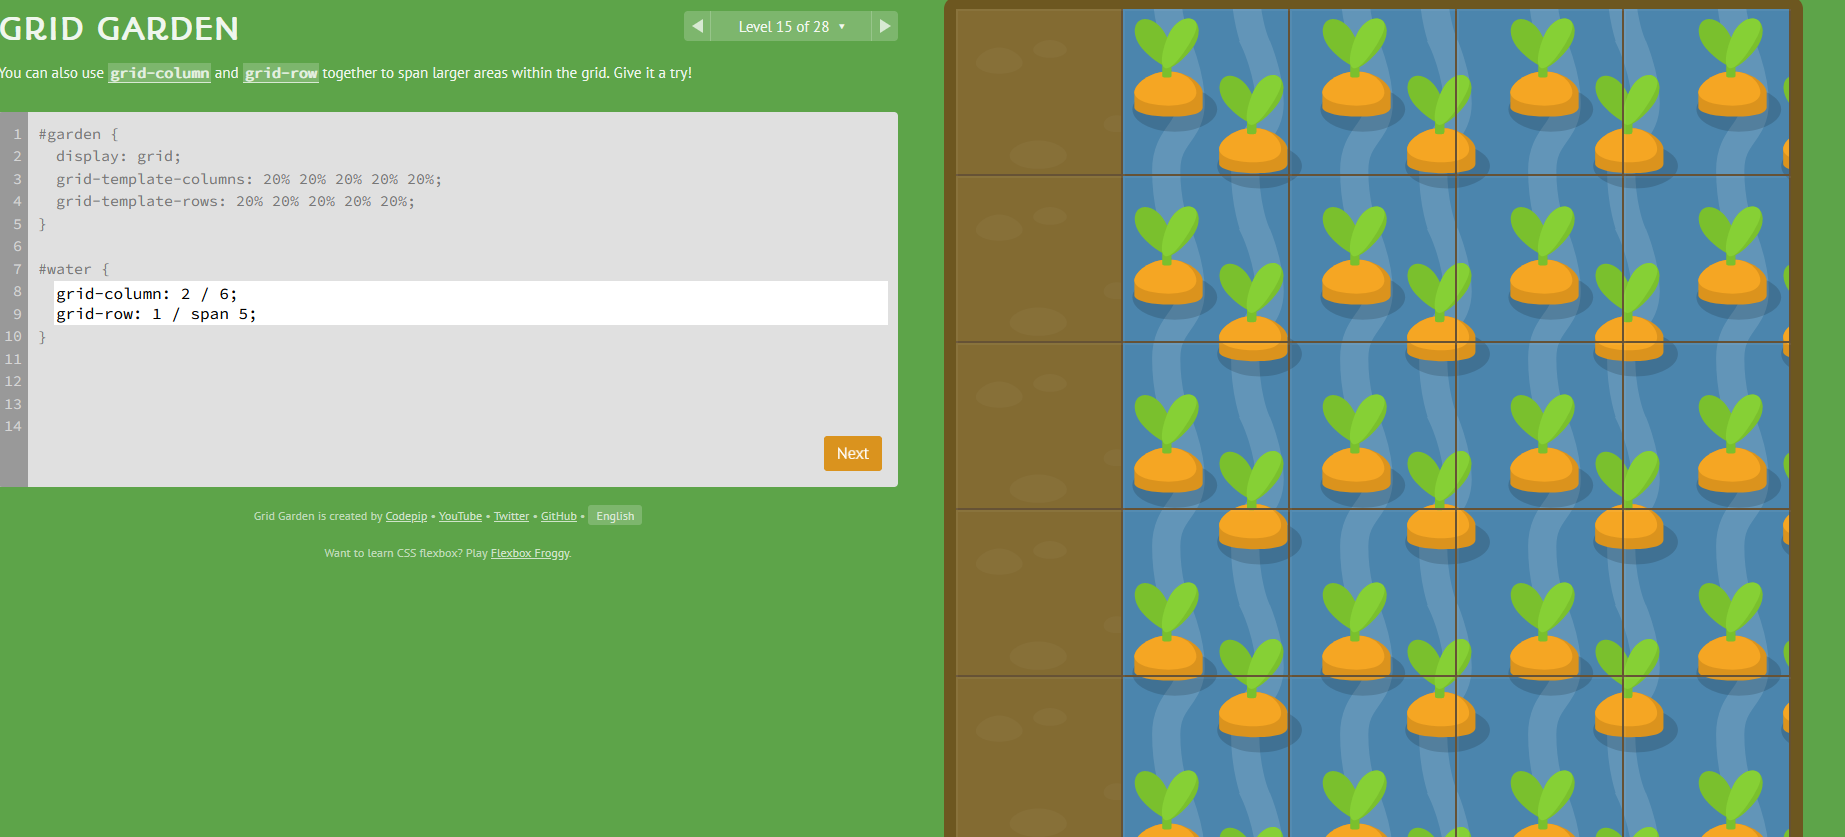 GRID GARDEN
Level 15 of 28 ▾
You can also use grid-column and grid-row together to span larger areas within the grid. Give it a try!
1 #garden {
2 display: grid;
3 grid-template-columns: 20% 20% 20% 20% 20%;
4 grid-template-rows: 20% 20% 20% 20% 20%;
5 }
6
7 #water {
8 grid-column: 2 / 6;
9 grid-row: 1 / span 5;
10 }
11
12
13
14
Next
Grid Garden is created by Codepip • YouTube • Twitter • GitHub • English
Want to learn CSS flexbox? Play Flexbox Froggy.